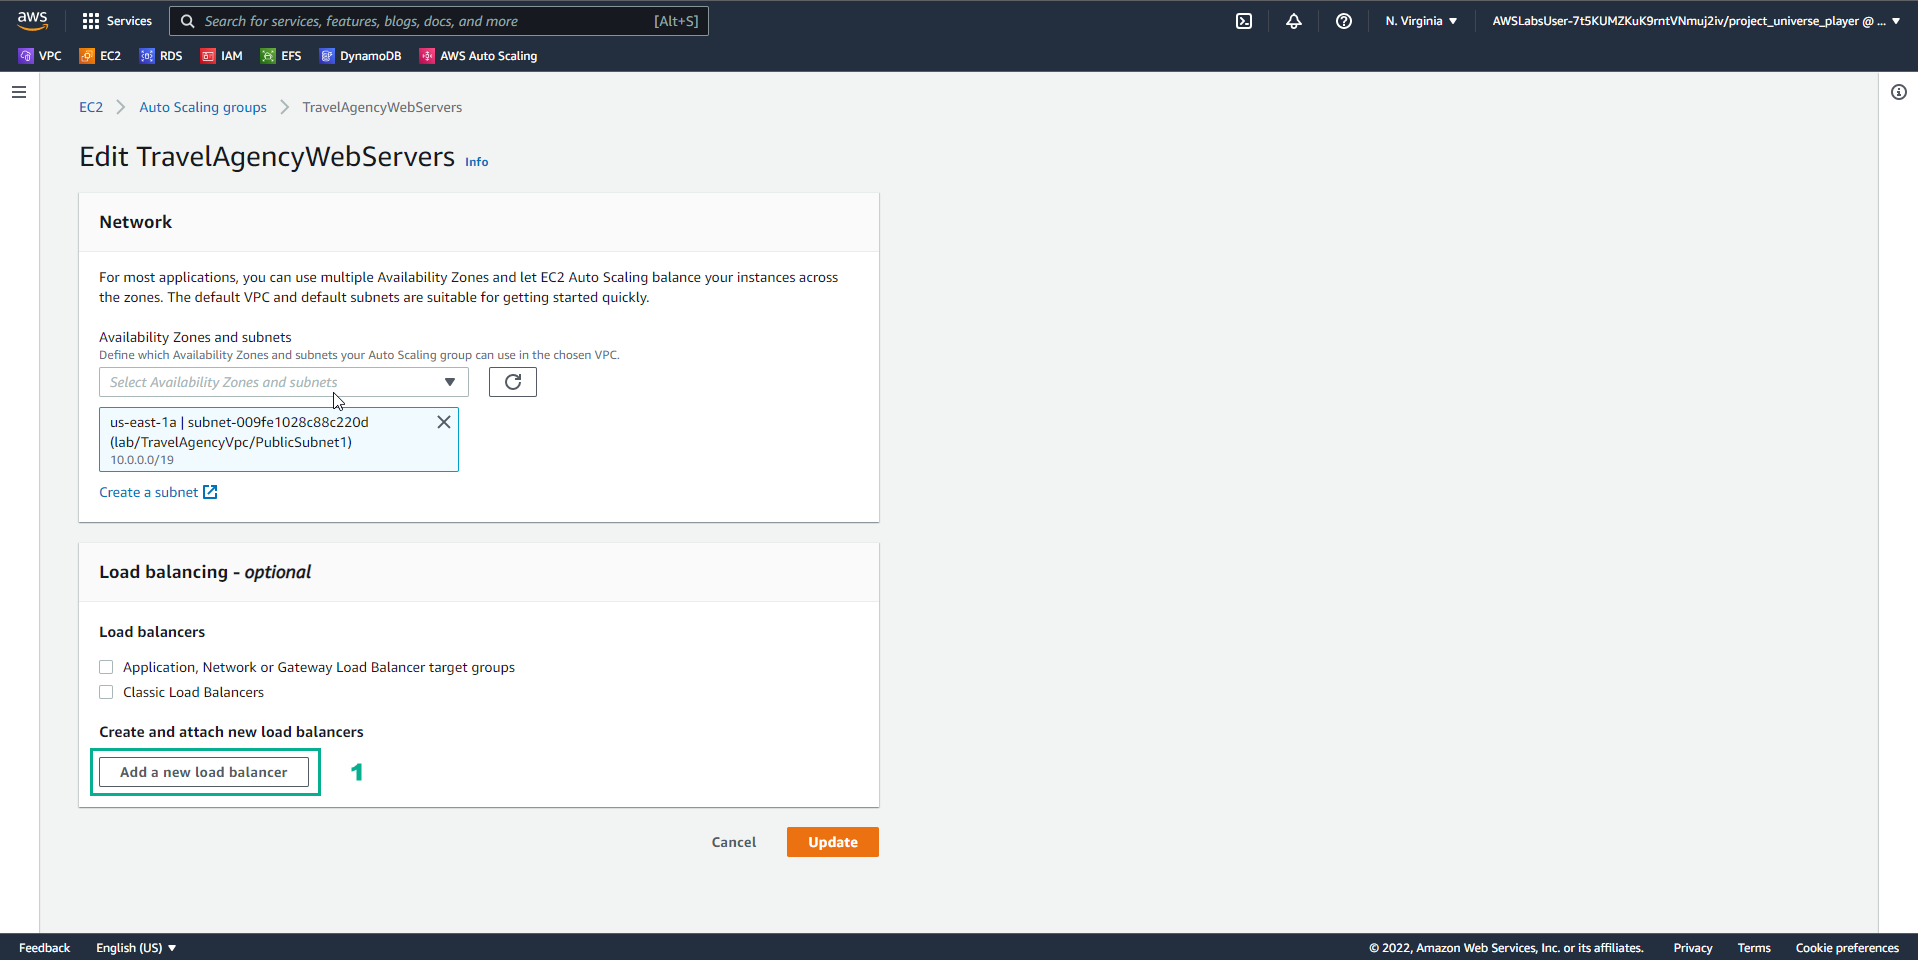 aws
Services
Search for services, features, blogs, docs, and more
[Alt+S]
N. Virginia
AWSLabsUser-7t5KUMZKuK9rntVNmuj2iv/project_universe_player @ ...
VPC
EC2
RDS
IAM
EFS
DynamoDB
AWS Auto Scaling
EC2
Auto Scaling groups
TravelAgencyWebServers
Edit TravelAgencyWebServers Info
Network
For most applications, you can use multiple Availability Zones and let EC2 Auto Scaling balance your instances across
the zones. The default VPC and default subnets are suitable for getting started quickly.
Availability Zones and subnets
Define which Availability Zones and subnets your Auto Scaling group can use in the chosen VPC.
Select Availability Zones and subnets
us-east-1a | subnet-009fe1028c88c220d
(lab/TravelAgencyVpc/PublicSubnet1)
10.0.0.0/19
Create a subnet
Load balancing - optional
Load balancers
Application, Network or Gateway Load Balancer target groups
Classic Load Balancers
Create and attach new load balancers
Add a new load balancer
1
Cancel
Update
Feedback
English (US)
© 2022, Amazon Web Services, Inc. or its affiliates.
Privacy
Terms
Cookie preferences